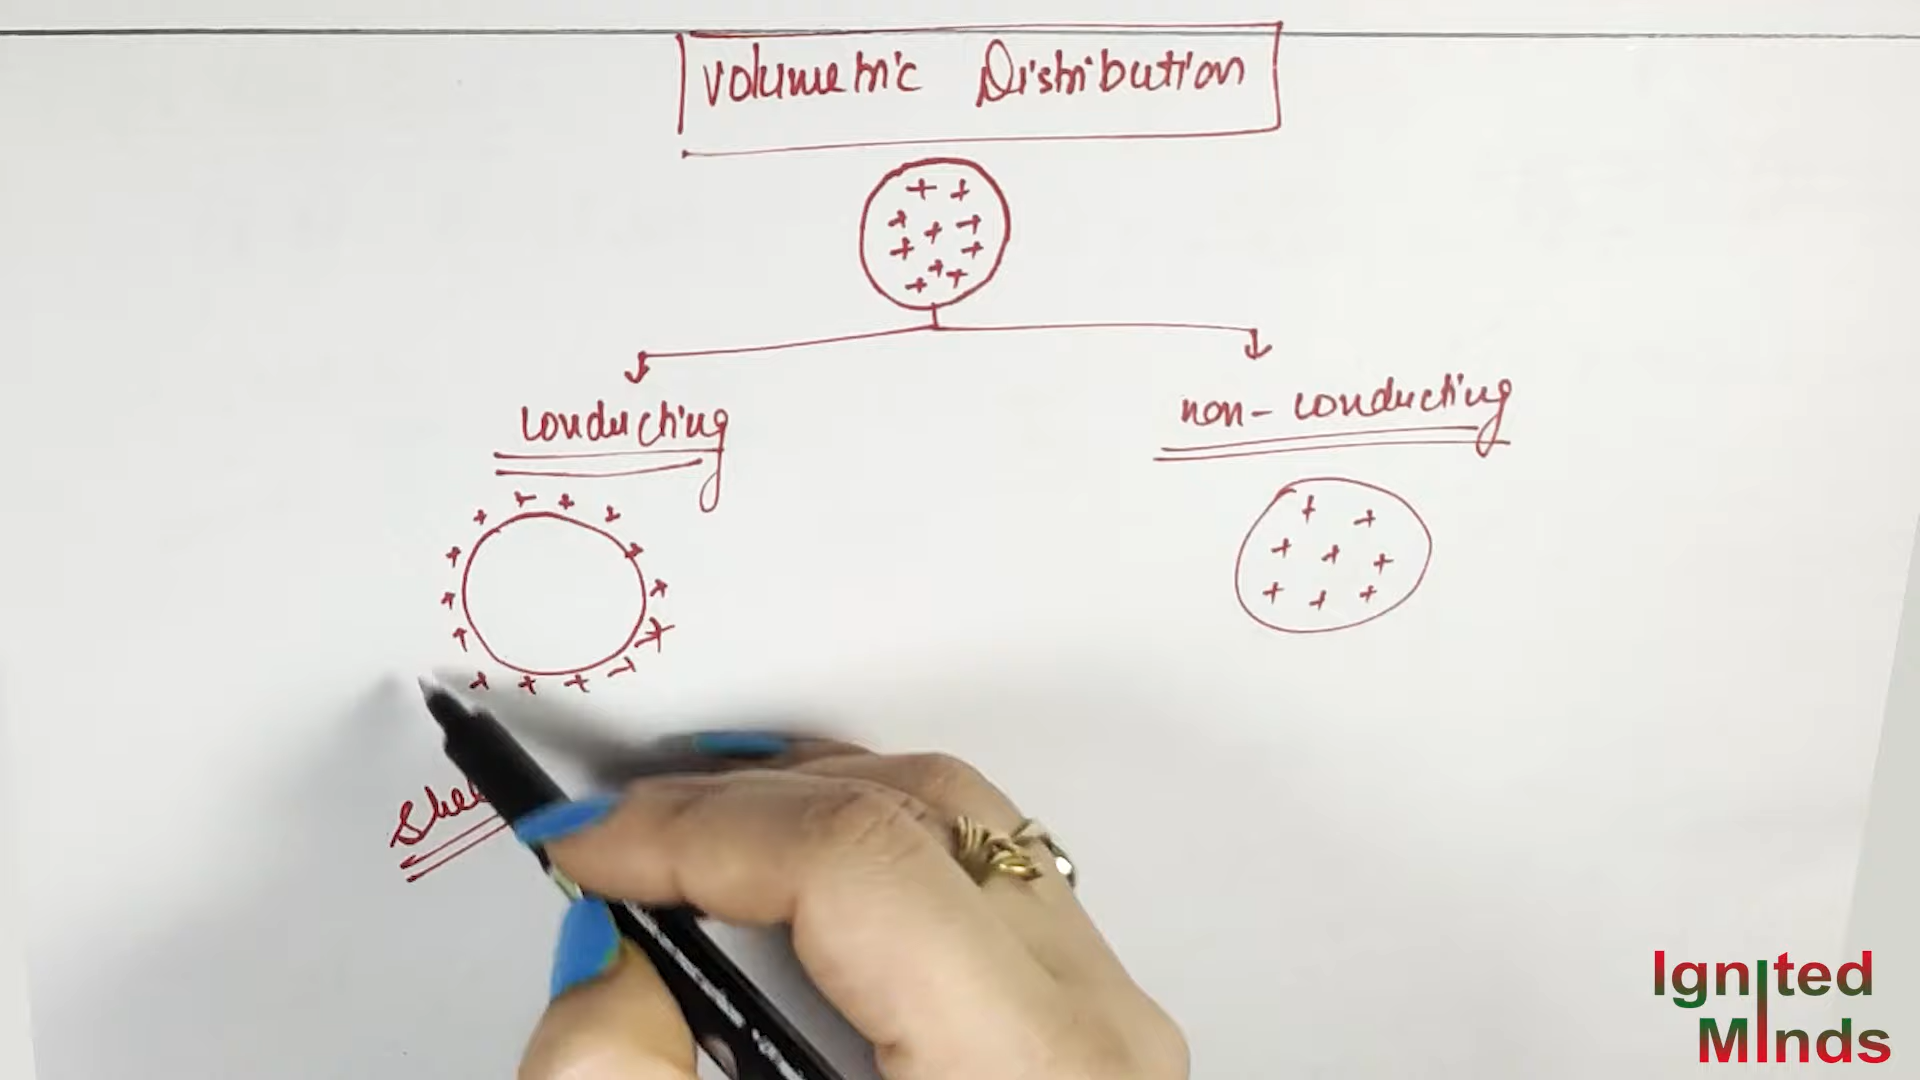 Volumetric Distribution
+ +
+ + +
+ +
+ +
+
conducting
non-conducting
+ + + +
+ +
+ +
+ +
+ + + +
+ +
+ + +
+ + +
Ignited
Minds